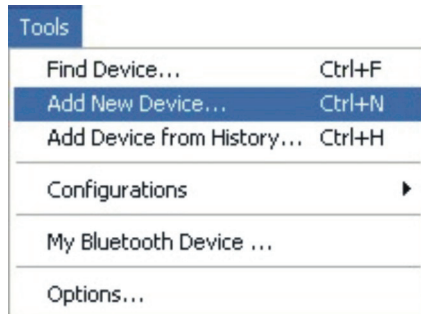 Tools
Find Device... Ctrl+F
Add New Device... Ctrl+N
Add Device from History... Ctrl+H
Configurations
My Bluetooth Device ...
Options...